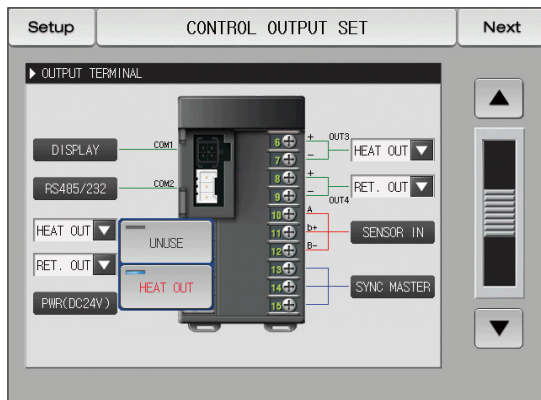 Setup
CONTROL OUTPUT SET
Next
▶ OUTPUT TERMINAL
DISPLAY
COM1
RS485/232
COM2
HEAT OUT
RET. OUT
PWR(DC24V)
UNUSE
HEAT OUT
6
7
8
9
10
11
12
13
14
15
+
OUT3
-
+
-
OUT4
A
b+
B-
HEAT OUT
RET. OUT
SENSOR IN
SYNC MASTER